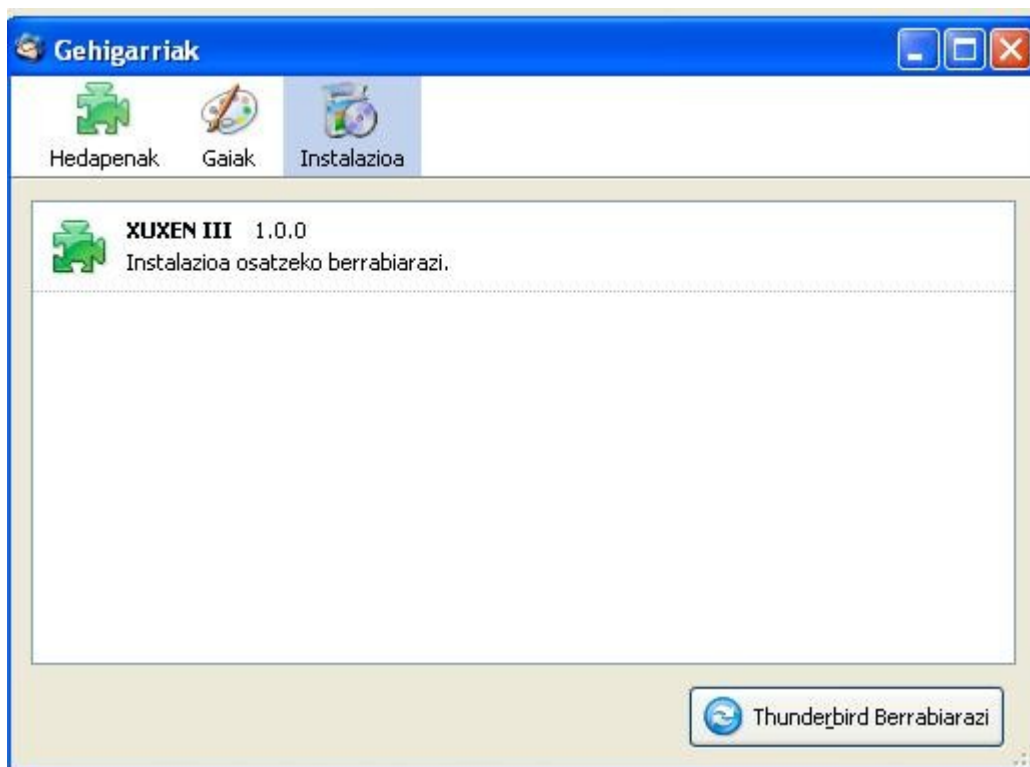 Gehigarriak
Hedapenak Gaiak Instalazioa
XUXEN III 1.0.0
Instalazioa osatzeko berrabiarazi.
Thunderbird Berrabiarazi